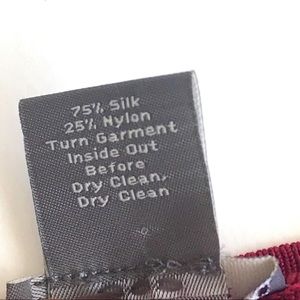 75% Silk
25% Nylon
Turn Garment
Inside Out
Before
Dry Clean,
Dry Clean